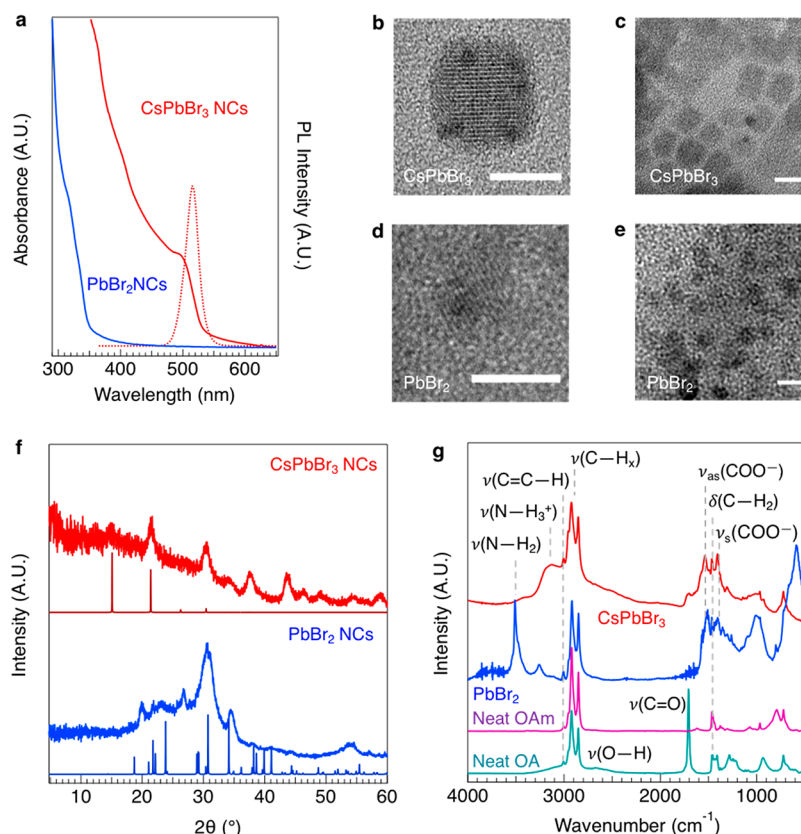 a
Absorbance (A.U.)
CsPbBr₃ NCs
PbBr₂NCs
PL Intensity (A.U.)
300 400 500 600
Wavelength (nm)
b
CsPbBr₃
c
CsPbBr₃
d
PbBr₂
e
PbBr₂
f
Intensity (A.U.)
CsPbBr₃ NCs
PbBr₂ NCs
10 20 30 40 50 60
2θ (°)
g
Intensity (A.U.)
ν(C—Hₓ)
ν(C=C—H)
ν(N—H₃⁺)
ν(N—H₂)
νas(COO⁻)
δ(C—H₂)
νs(COO⁻)
CsPbBr₃
PbBr₂
ν(C=O)
Neat OAm
ν(O—H)
Neat OA
4000 3000 2000 1000
Wavenumber (cm⁻¹)